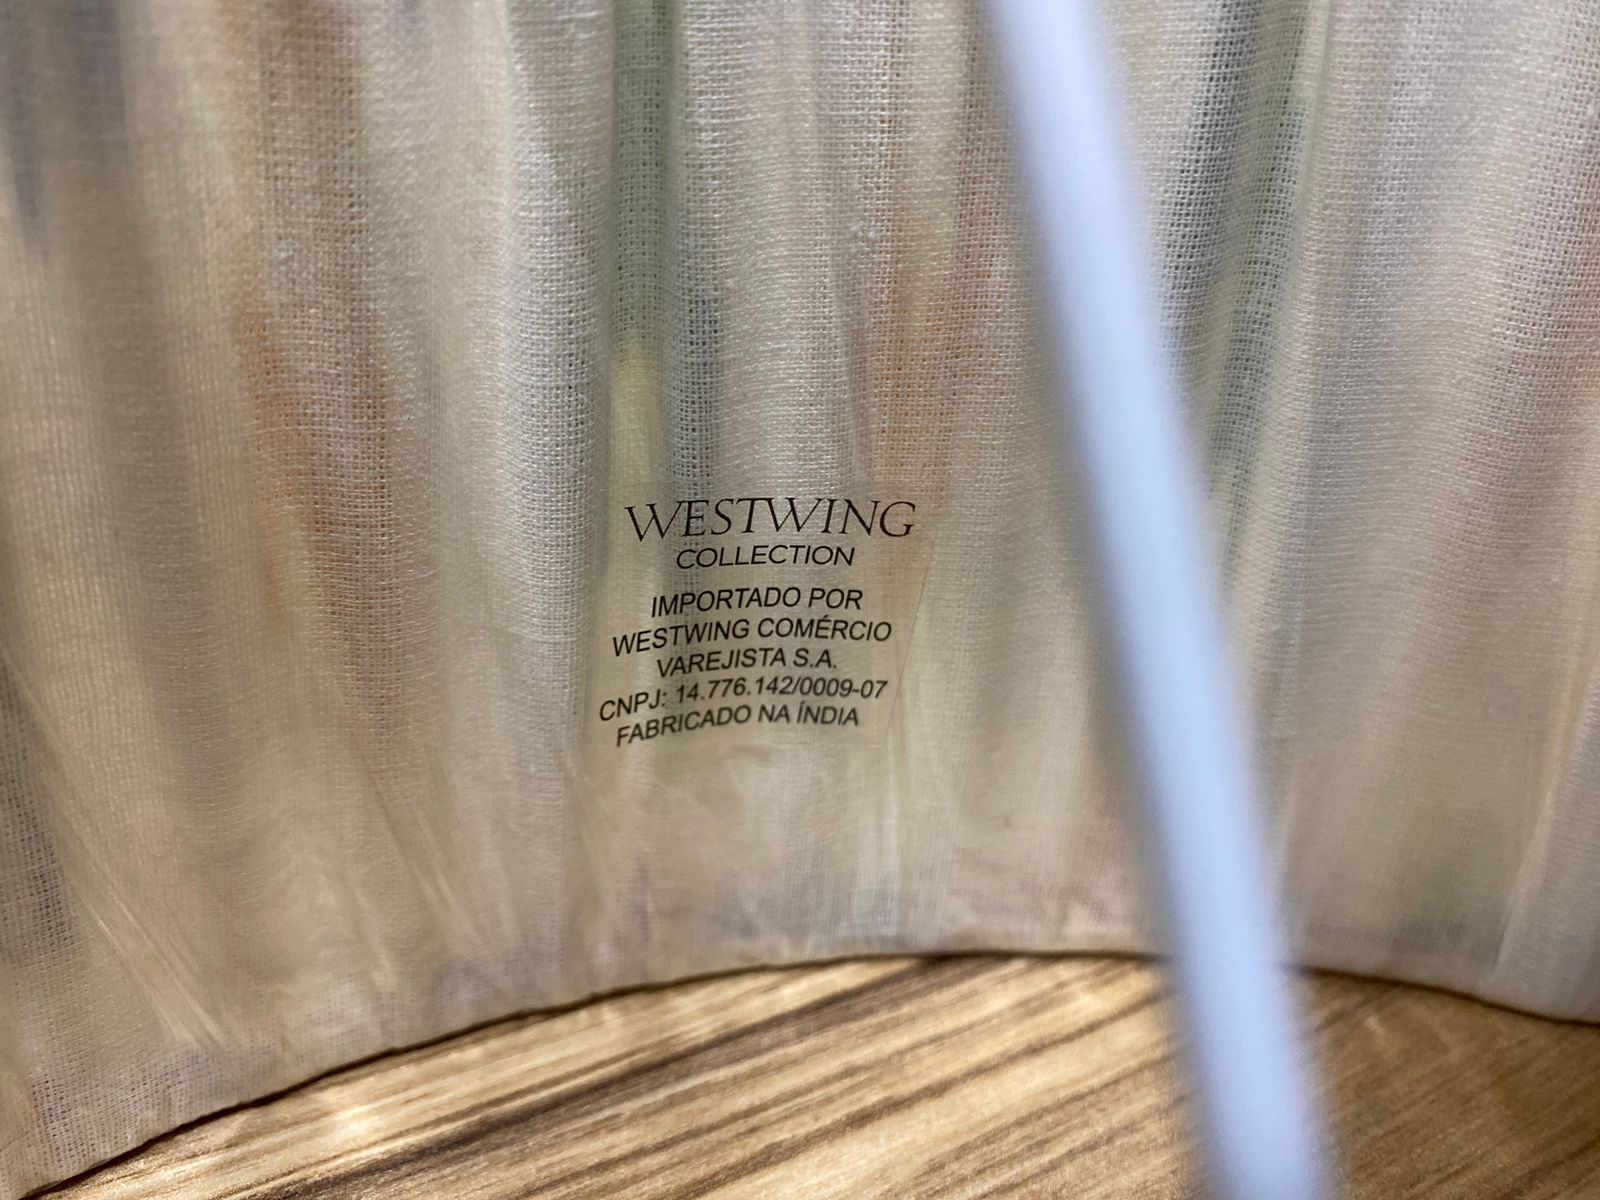 WESTWING
COLLECTION
IMPORTADO POR
WESTWING COMÉRCIO
VAREJISTA S.A.
CNPJ: 14.776.142/0009-07
FABRICADO NA ÍNDIA